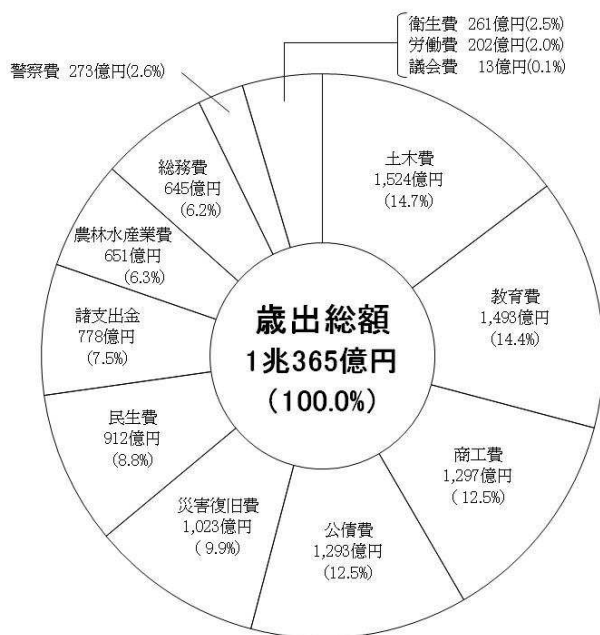 衛生費 261億円(2.5%)
労働費 202億円(2.0%)
議会費 13億円(0.1%)
警察費 273億円(2.6%)
土木費
1,524億円
(14.7%)
教育費
1,493億円
(14.4%)
商工費
1,297億円
( 12.5%)
公債費
1,293億円
(12.5%)
災害復旧費
1,023億円
( 9.9%)
民生費
912億円
(8.8%)
諸支出金
778億円
(7.5%)
農林水産業費
651億円
(6.3%)
総務費
645億円
(6.2%)
歳出総額
1兆365億円
(100.0%)